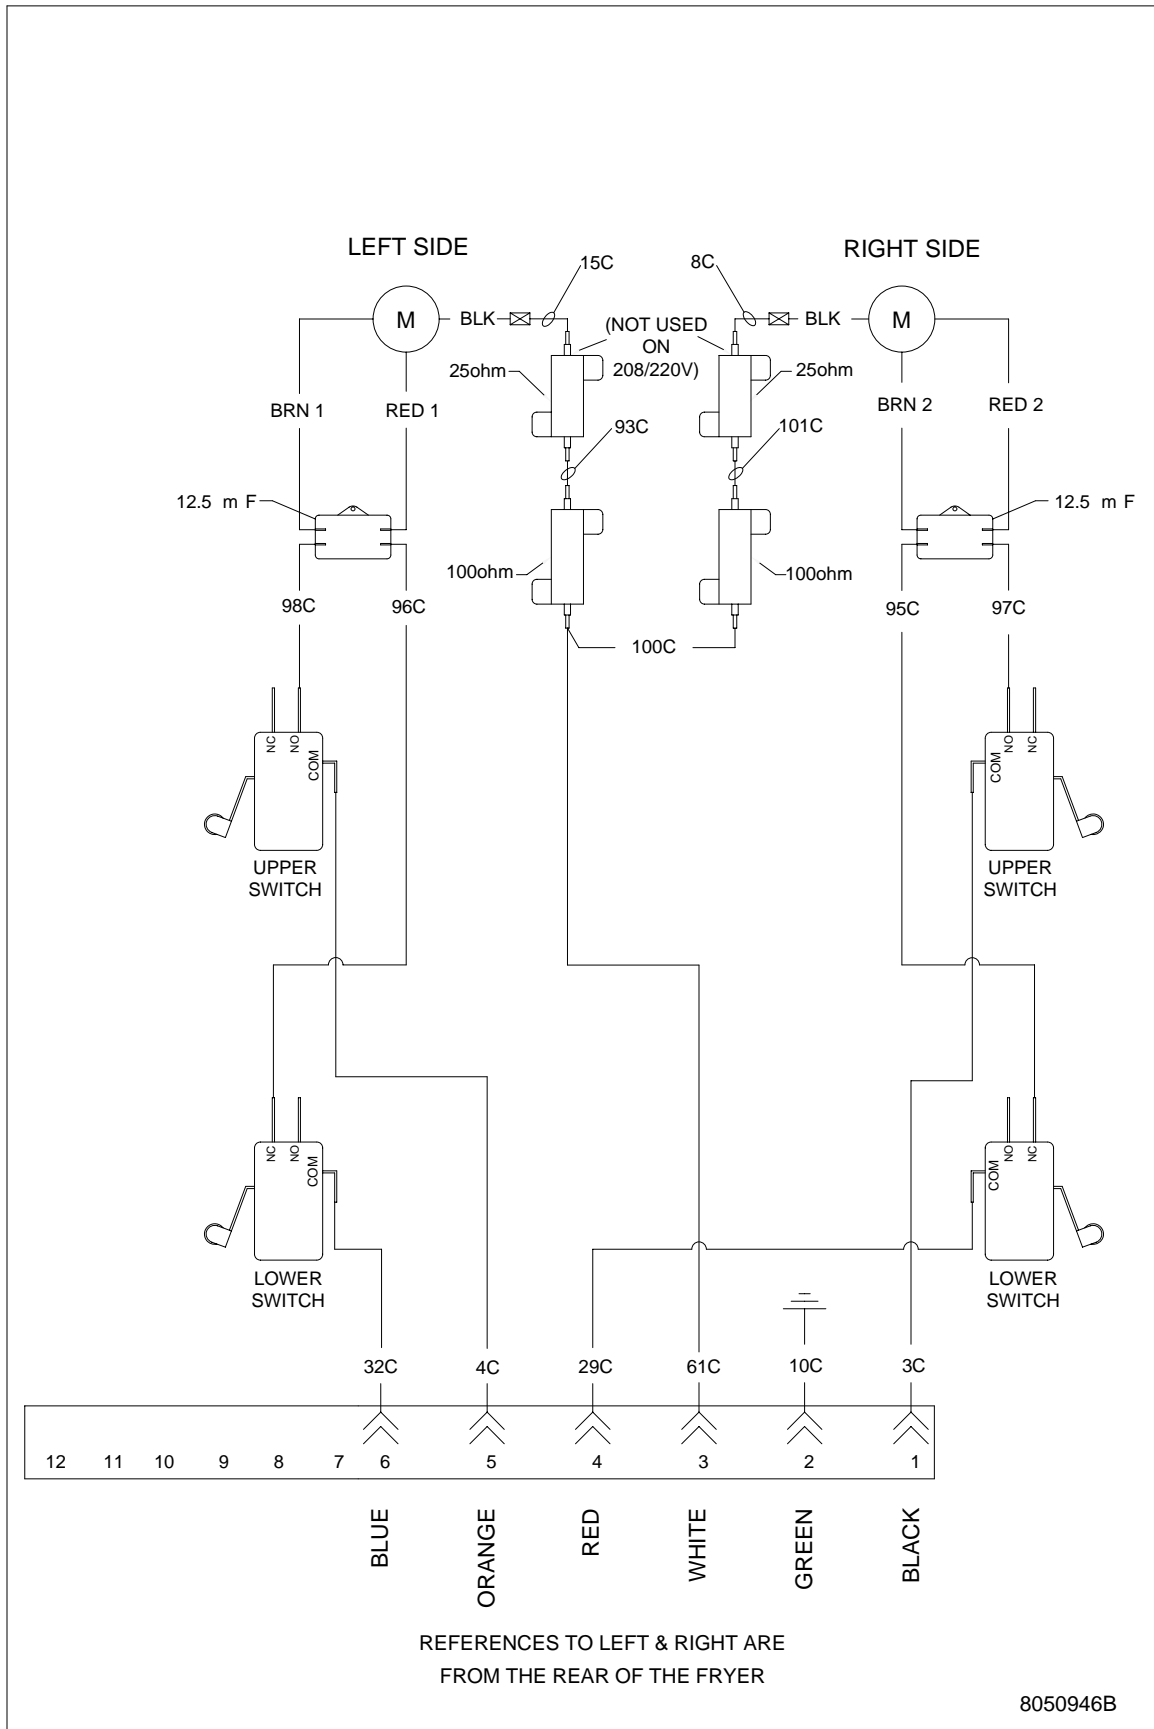 LEFT SIDE
RIGHT SIDE
15C
8C
M
BLK
(NOT USED
ON
208/220V)
BLK
M
25ohm
25ohm
BRN 1
RED 1
BRN 2
RED 2
93C
101C
12.5 m F
12.5 m F
100ohm
100ohm
98C
96C
95C
97C
100C
NC
NO
COM
UPPER
SWITCH
COM
NO
NC
UPPER
SWITCH
NC
NO
COM
LOWER
SWITCH
COM
NO
NC
LOWER
SWITCH
32C
4C
29C
61C
10C
3C
12 11 10 9 8 7 6 5 4 3 2 1
BLUE
ORANGE
RED
WHITE
GREEN
BLACK
REFERENCES TO LEFT & RIGHT ARE
FROM THE REAR OF THE FRYER
8050946B